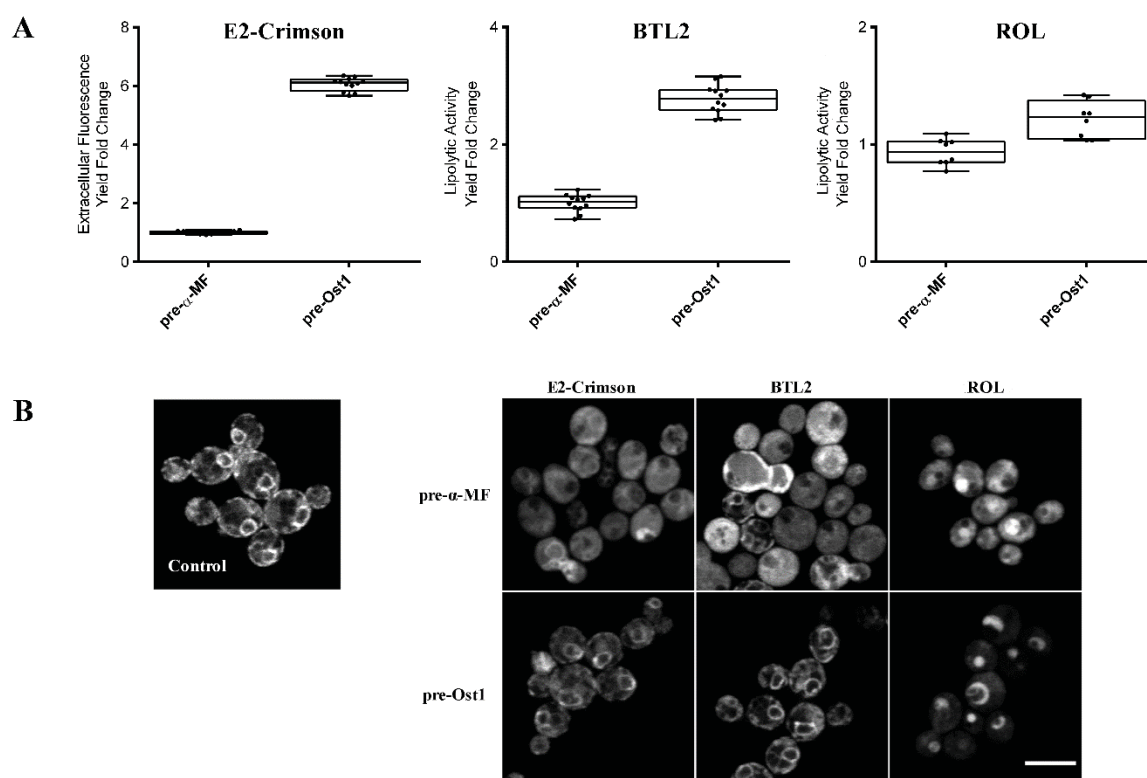 A
E2-Crimson
Extracellular Fluorescence
Yield Fold Change
8
6
4
2
0
pre-α-MF
pre-Ost1
BTL2
Lipolytic Activity
Yield Fold Change
4
2
0
pre-α-MF
pre-Ost1
ROL
Lipolytic Activity
Yield Fold Change
2
1
0
pre-α-MF
pre-Ost1
B
Control
E2-Crimson
BTL2
ROL
pre-α-MF
pre-Ost1